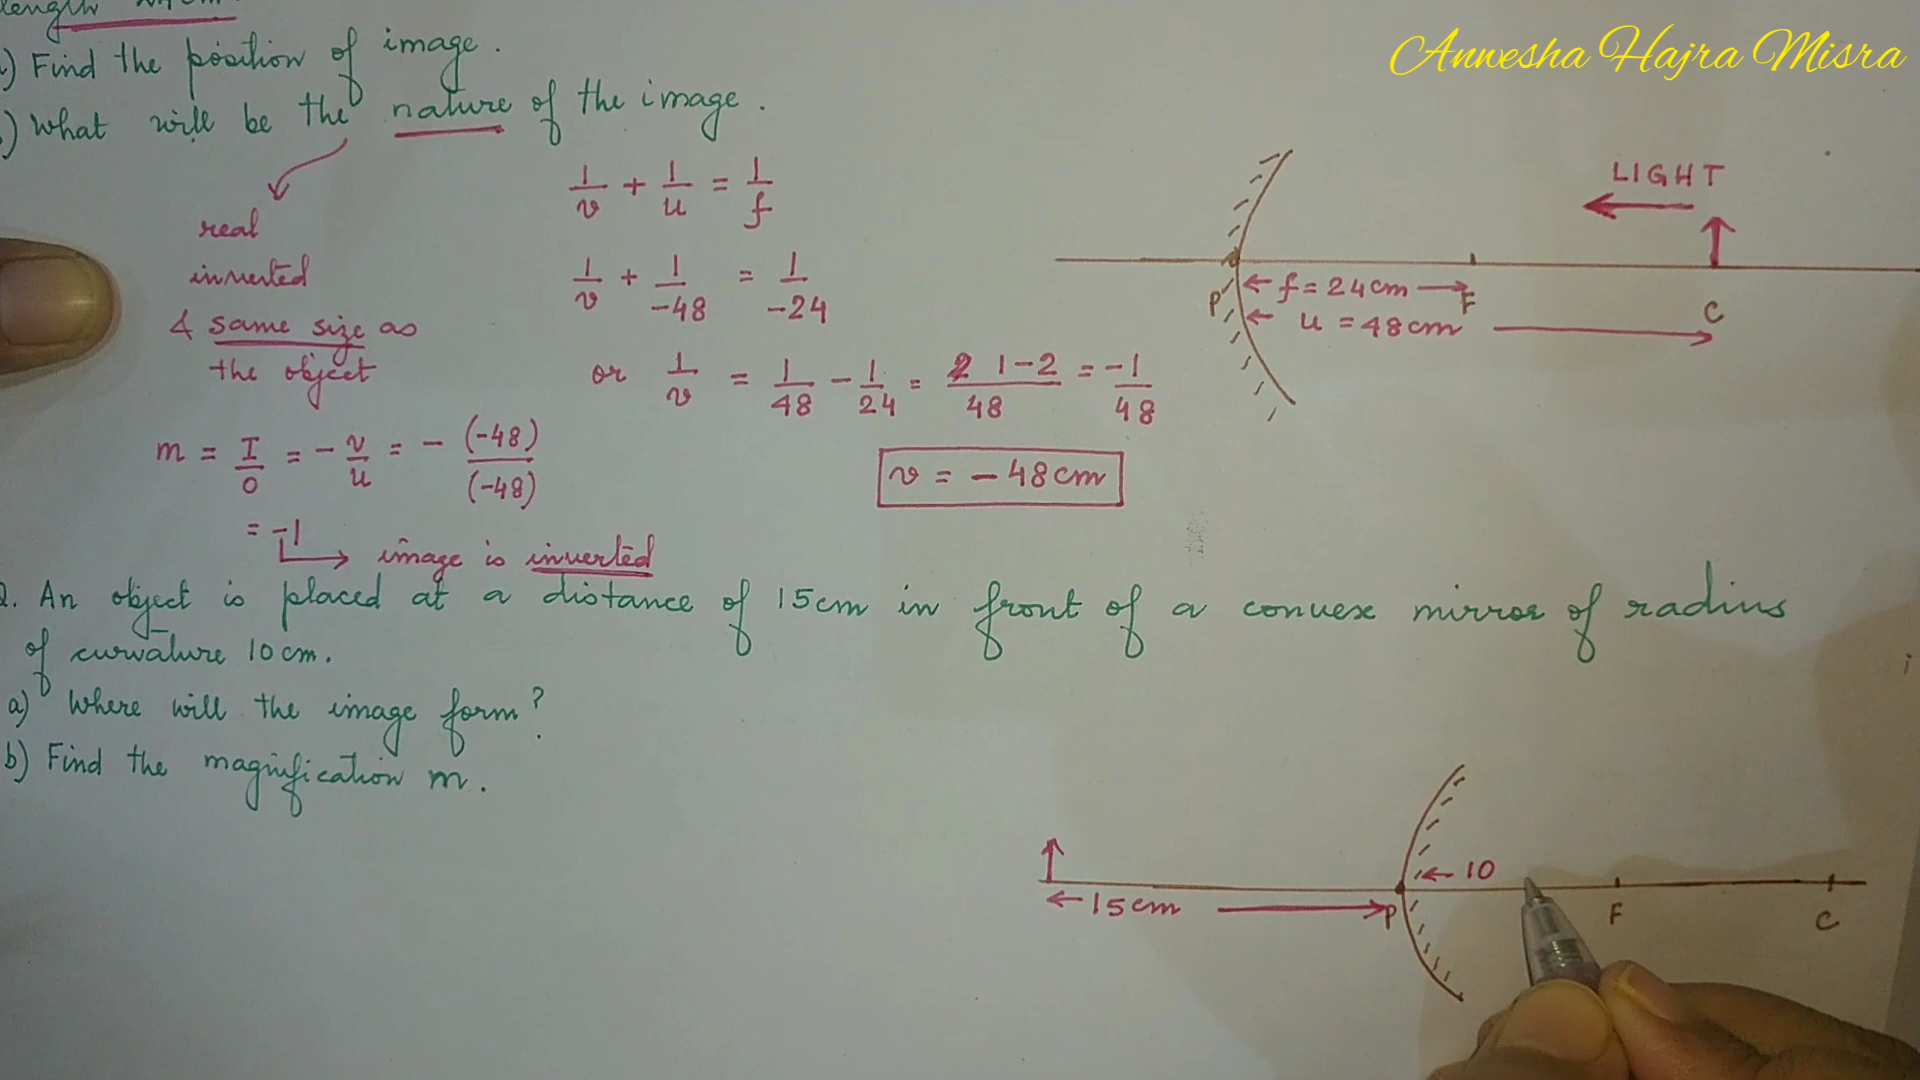 Anwesha Hajra Misra
length 24cm.
) Find the position of image.
) What will be the nature of the image.
real
inverted
& same size as
the object
1/v + 1/u = 1/f
1/v + 1/-48 = 1/-24
or 1/v = 1/48 - 1/24 = 1-2/48 = -1/48
v = -48cm
m = I/O = -v/u = - (-48)/(-48)
= -1
image is inverted
LIGHT
P ← f = 24cm → F
← u = 48cm → C
2. An object is placed at a distance of 15cm in front of a convex mirror of radius
of curvature 10cm.
a) Where will the image form?
b) Find the magnification m.
← 10
← 15cm → P F C